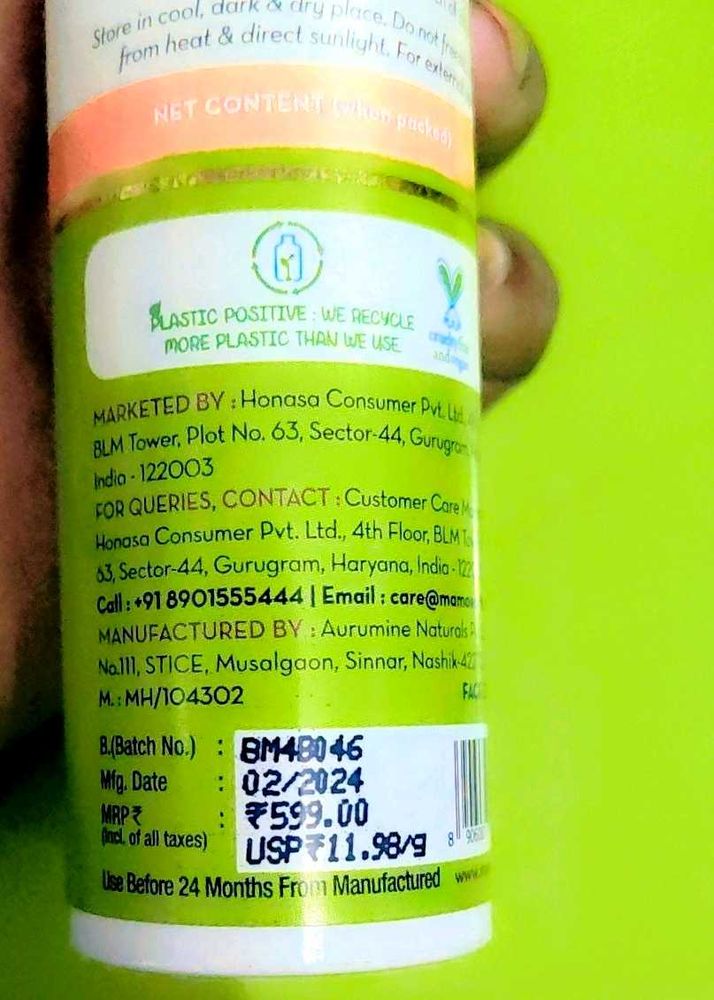 Store in cool, dark & dry place. Do not
from heat & direct sunlight. For
NET CONTENT (when packed)
PLASTIC POSITIVE : WE RECYCLE
MORE PLASTIC THAN WE USE
MARKETED BY : Honasa Consumer Pvt. Ltd.
BLM Tower, Plot No. 63, Sector-44, Gurugram
India - 122003
FOR QUERIES, CONTACT : Customer Care
Honasa Consumer Pvt. Ltd., 4th Floor, BLM
63, Sector-44, Gurugram, Haryana, India -
Call : +91 8901555444 | Email :
MANUFACTURED BY : Aurumine Naturals
No.111, STICE, Musalgaon, Sinnar, Nashik-
M. : MH/104302
B.(Batch No.) : BM4B046
Mfg. Date : 02/2024
MRP₹ : ₹599.00
(incl. of all taxes) USP₹11.98/g
Use Before 24 Months From Manufactured